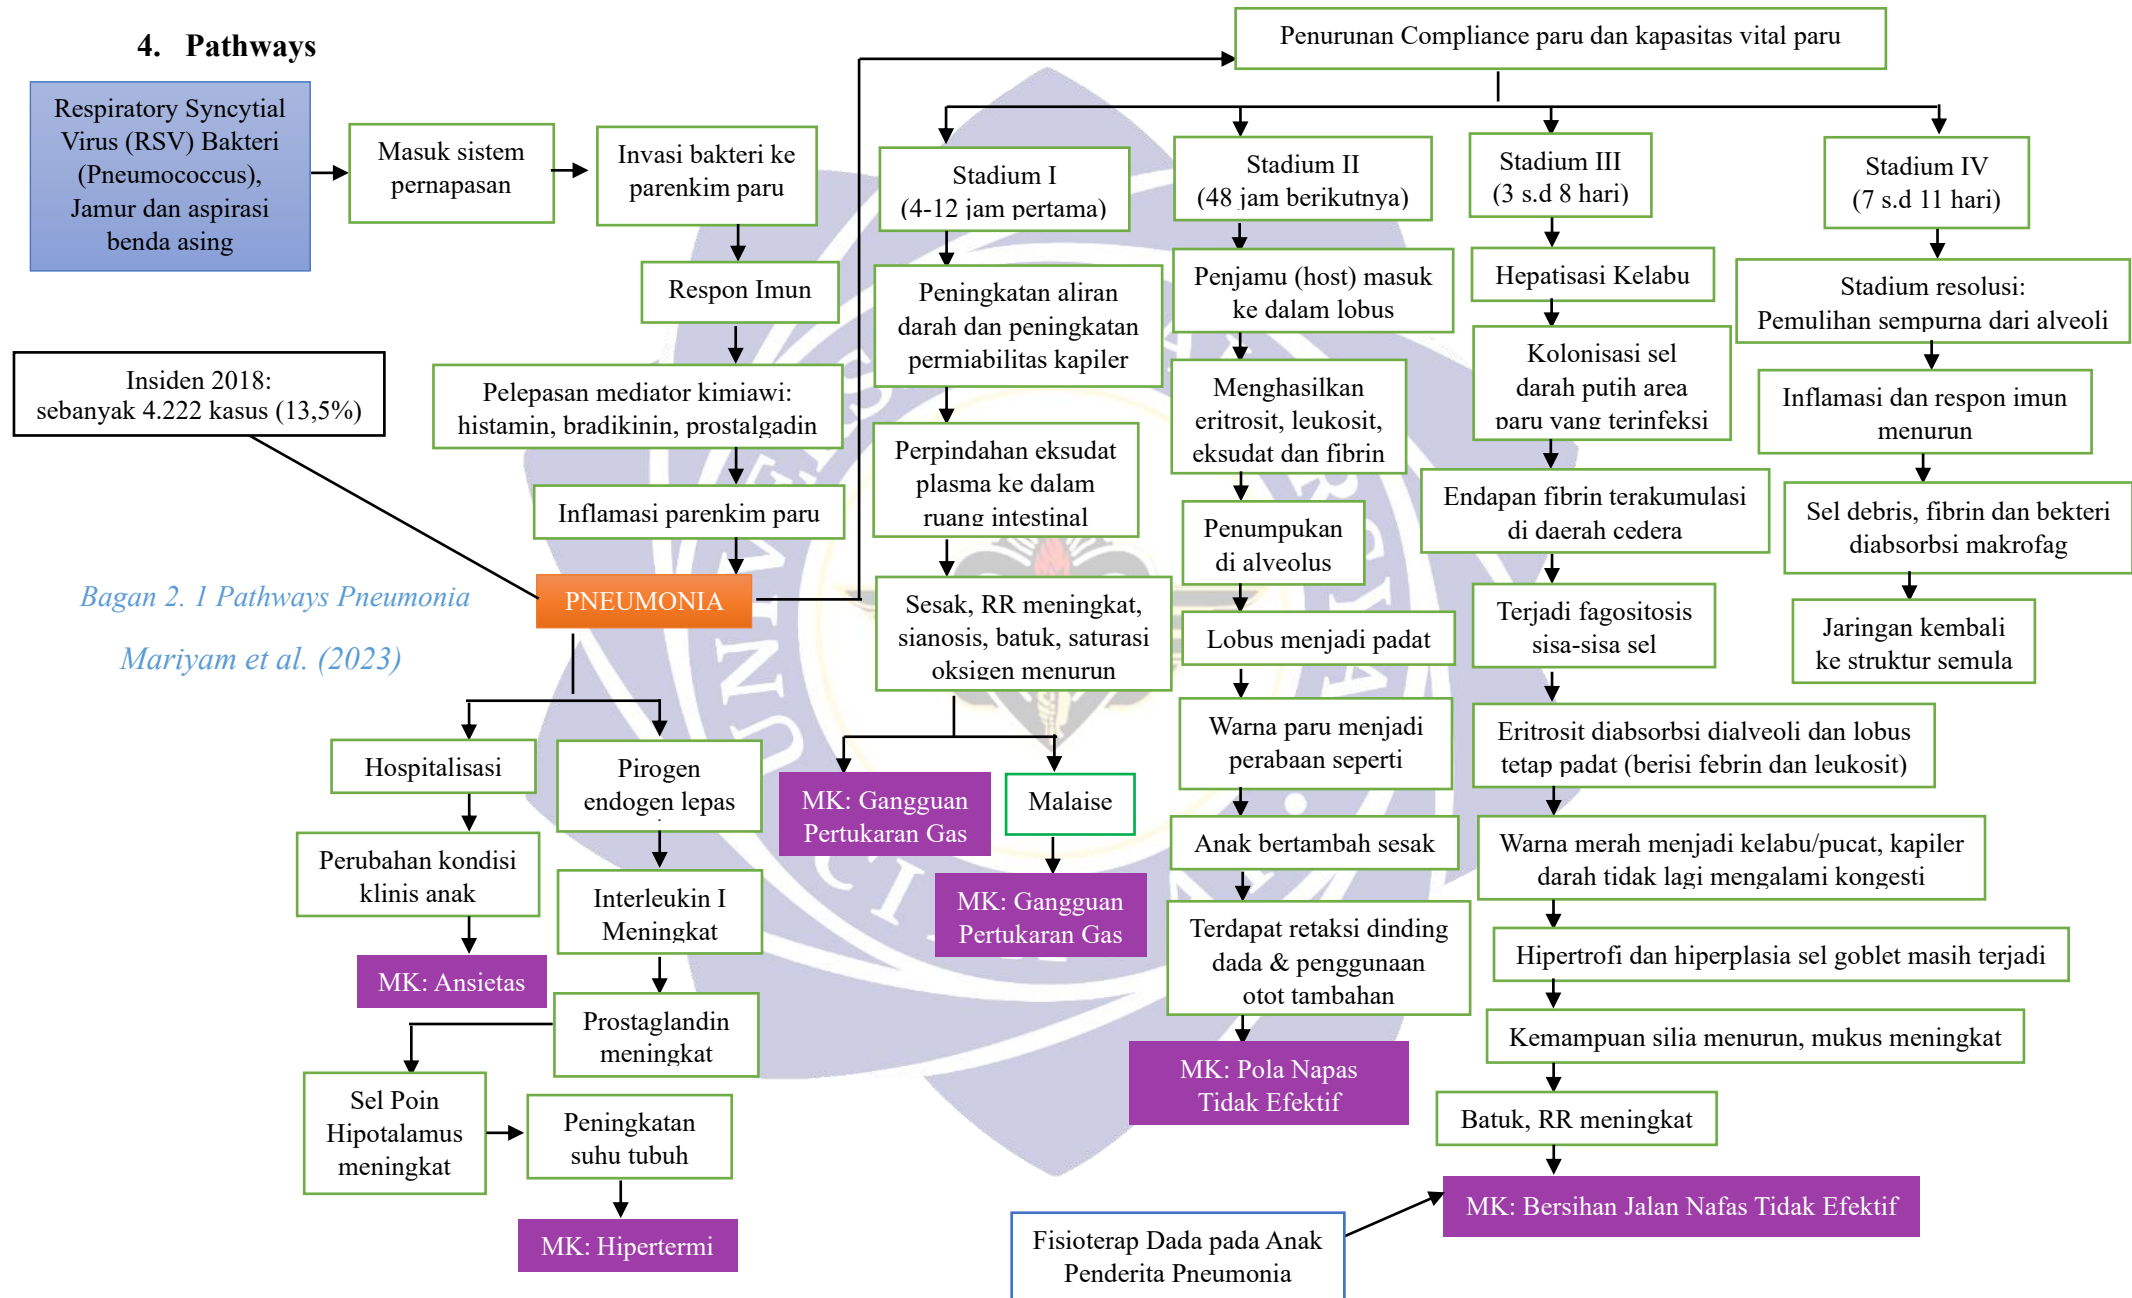 4. Pathways
Respiratory Syncytial
Virus (RSV) Bakteri
(Pneumococcus),
Jamur dan aspirasi
benda asing
Masuk sistem
pernapasan
Invasi bakteri ke
parenkim paru
Respon Imun
Pelepasan mediator kimiawi:
histamin, bradikinin, prostalgadin
Inflamasi parenkim paru
Insiden 2018:
sebanyak 4.222 kasus (13,5%)
PNEUMONIA
Bagan 2. 1 Pathways Pneumonia
Mariyam et al. (2023)
Hospitalisasi
Perubahan kondisi
klinis anak
MK: Ansietas
Pirogen
endogen lepas
Interleukin I
Meningkat
Prostaglandin
meningkat
Sel Poin
Hipotalamus
meningkat
Peningkatan
suhu tubuh
MK: Hipertermi
Penurunan Compliance paru dan kapasitas vital paru
Stadium I
(4-12 jam pertama)
Peningkatan aliran
darah dan peningkatan
permiabilitas kapiler
Perpindahan eksudat
plasma ke dalam
ruang intestinal
Sesak, RR meningkat,
sianosis, batuk, saturasi
oksigen menurun
MK: Gangguan
Pertukaran Gas
Malaise
MK: Gangguan
Pertukaran Gas
Stadium II
(48 jam berikutnya)
Penjamu (host) masuk
ke dalam lobus
Menghasilkan
eritrosit, leukosit,
eksudat dan fibrin
Penumpukan
di alveolus
Lobus menjadi padat
Warna paru menjadi
perabaan seperti
Anak bertambah sesak
Terdapat retaksi dinding
dada & penggunaan
otot tambahan
MK: Pola Napas
Tidak Efektif
Stadium III
(3 s.d 8 hari)
Hepatisasi Kelabu
Kolonisasi sel
darah putih area
paru yang terinfeksi
Endapan fibrin terakumulasi
di daerah cedera
Terjadi fagositosis
sisa-sisa sel
Eritrosit diabsorbsi dialveoli dan lobus
tetap padat (berisi febrin dan leukosit)
Warna merah menjadi kelabu/pucat, kapiler
darah tidak lagi mengalami kongesti
Hipertrofi dan hiperplasia sel goblet masih terjadi
Kemampuan silia menurun, mukus meningkat
Batuk, RR meningkat
MK: Bersihan Jalan Nafas Tidak Efektif
Fisioterap Dada pada Anak
Penderita Pneumonia
Stadium IV
(7 s.d 11 hari)
Stadium resolusi:
Pemulihan sempurna dari alveoli
Inflamasi dan respon imun
menurun
Sel debris, fibrin dan bekteri
diabsorbsi makrofag
Jaringan kembali
ke struktur semula